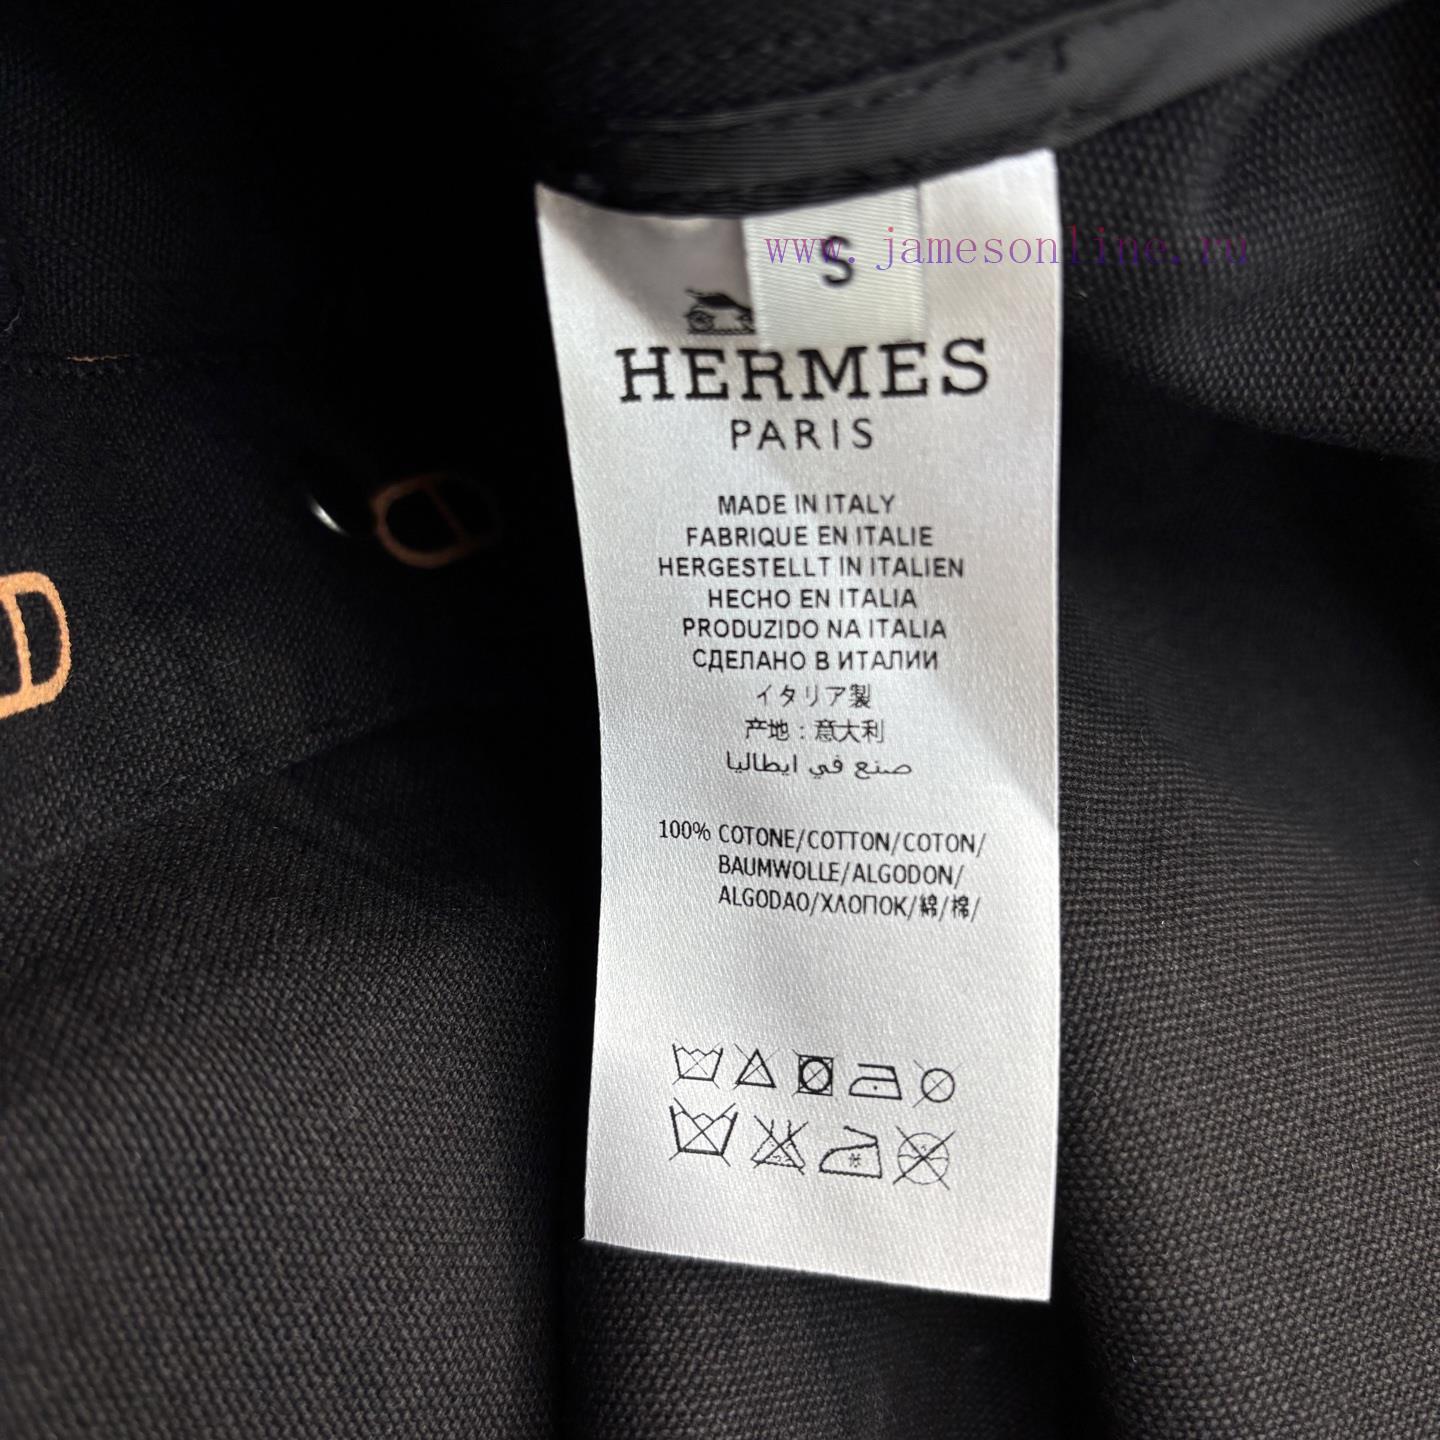 www.jamesonline.ru
S
HERMES
PARIS
MADE IN ITALY
FABRIQUE EN ITALIE
HERGESTELLT IN ITALIEN
HECHO EN ITALIA
PRODUZIDO NA ITALIA
СДЕЛАНО В ИТАЛИИ
イタリア製
产地：意大利
صنع في ايطاليا
100% COTONE/COTTON/COTON/
BAUMWOLLE/ALGODON/
ALGODAO/ХЛОПОК/綿/棉/